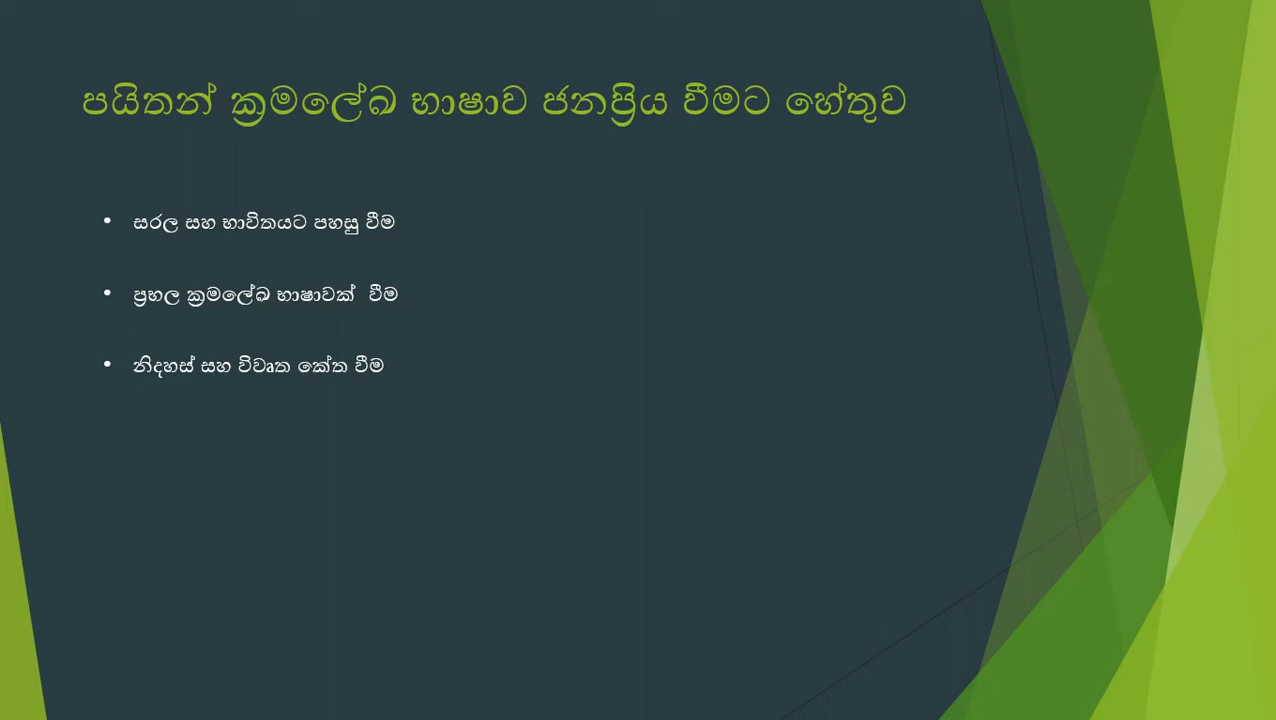 පයිතන් ක්‍රමලේඛ භාෂාව ජනප්‍රිය වීමට හේතුව
• සරල සහ භාවිතයට පහසු වීම
• ප්‍රභල ක්‍රමලේඛ භාෂාවක්  වීම
• නිදහස් සහ විවෘත කේත වීම